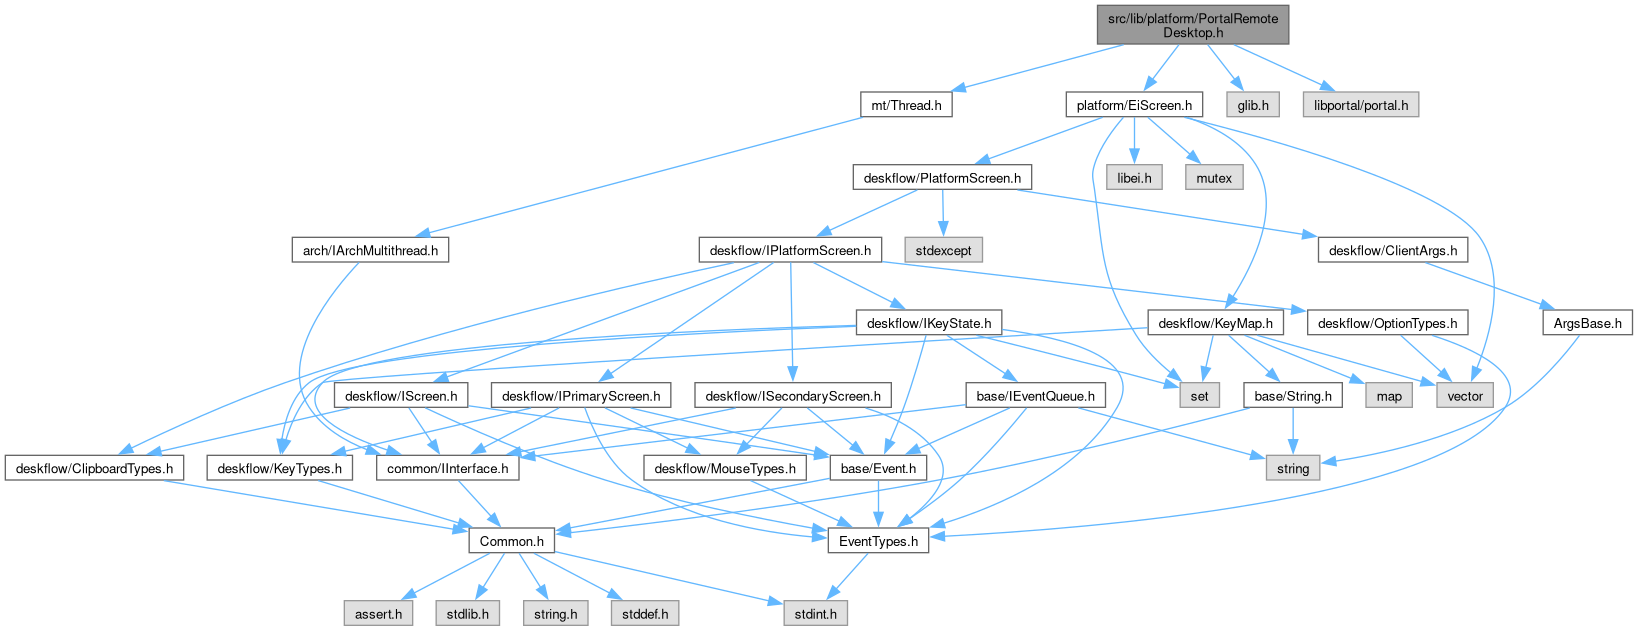 src/lib/platform/PortalRemote
Desktop.h
mt/Thread.h
platform/EiScreen.h
glib.h
libportal/portal.h
deskflow/PlatformScreen.h
libei.h
mutex
arch/IArchMultithread.h
deskflow/IPlatformScreen.h
stdexcept
deskflow/ClientArgs.h
deskflow/IKeyState.h
deskflow/KeyMap.h
deskflow/OptionTypes.h
ArgsBase.h
deskflow/IScreen.h
deskflow/IPrimaryScreen.h
deskflow/ISecondaryScreen.h
base/IEventQueue.h
set
base/String.h
map
vector
deskflow/ClipboardTypes.h
deskflow/KeyTypes.h
common/IInterface.h
deskflow/MouseTypes.h
base/Event.h
string
Common.h
EventTypes.h
assert.h
stdlib.h
string.h
stddef.h
stdint.h